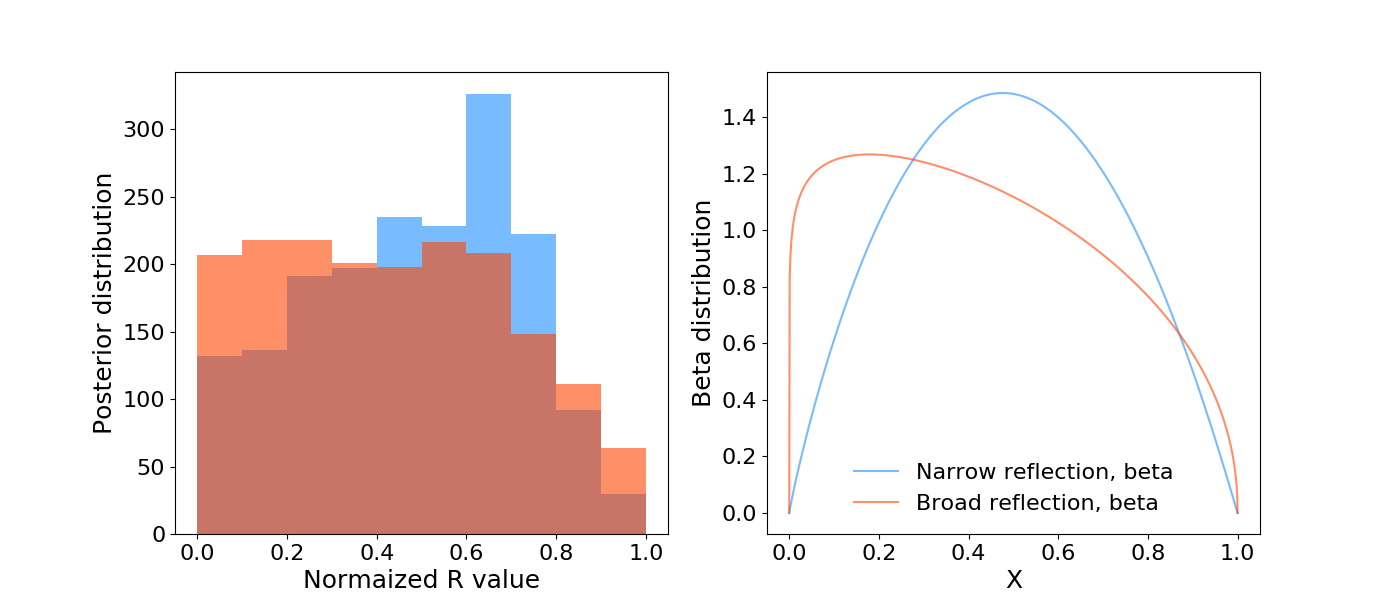 Posterior distribution
300
250
200
150
100
50
0
0.0 0.2 0.4 0.6 0.8 1.0
Normaized R value
Beta distribution
1.4
1.2
1.0
0.8
0.6
0.4
0.2
0.0
Narrow reflection, beta
Broad reflection, beta
0.0 0.2 0.4 0.6 0.8 1.0
X